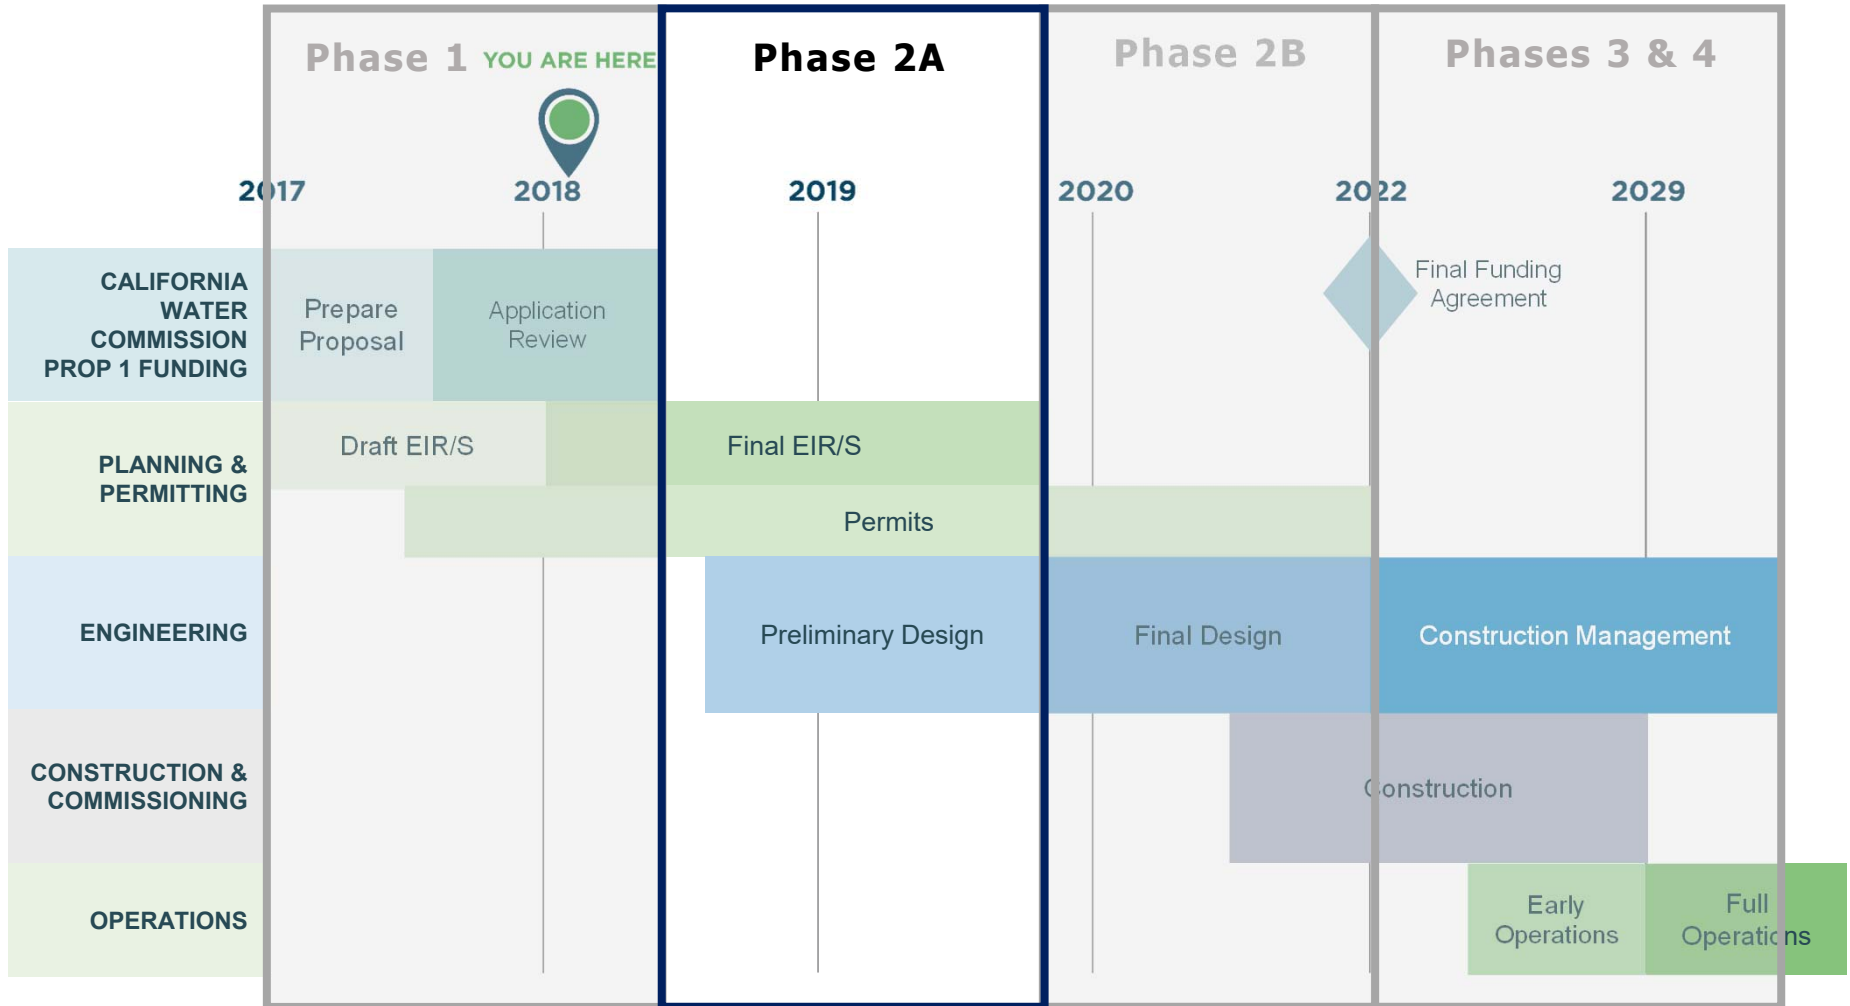 Phase 1 YOU ARE HERE
Phase 2A
Phase 2B
Phases 3 & 4
2017
2018
2019
2020
2022
2029
CALIFORNIA
WATER
COMMISSION
PROP 1 FUNDING
Prepare
Proposal
Application
Review
Final Funding
Agreement
PLANNING &
PERMITTING
Draft EIR/S
Final EIR/S
Permits
ENGINEERING
Preliminary Design
Final Design
Construction Management
CONSTRUCTION &
COMMISSIONING
Construction
OPERATIONS
Early
Operations
Full
Operations